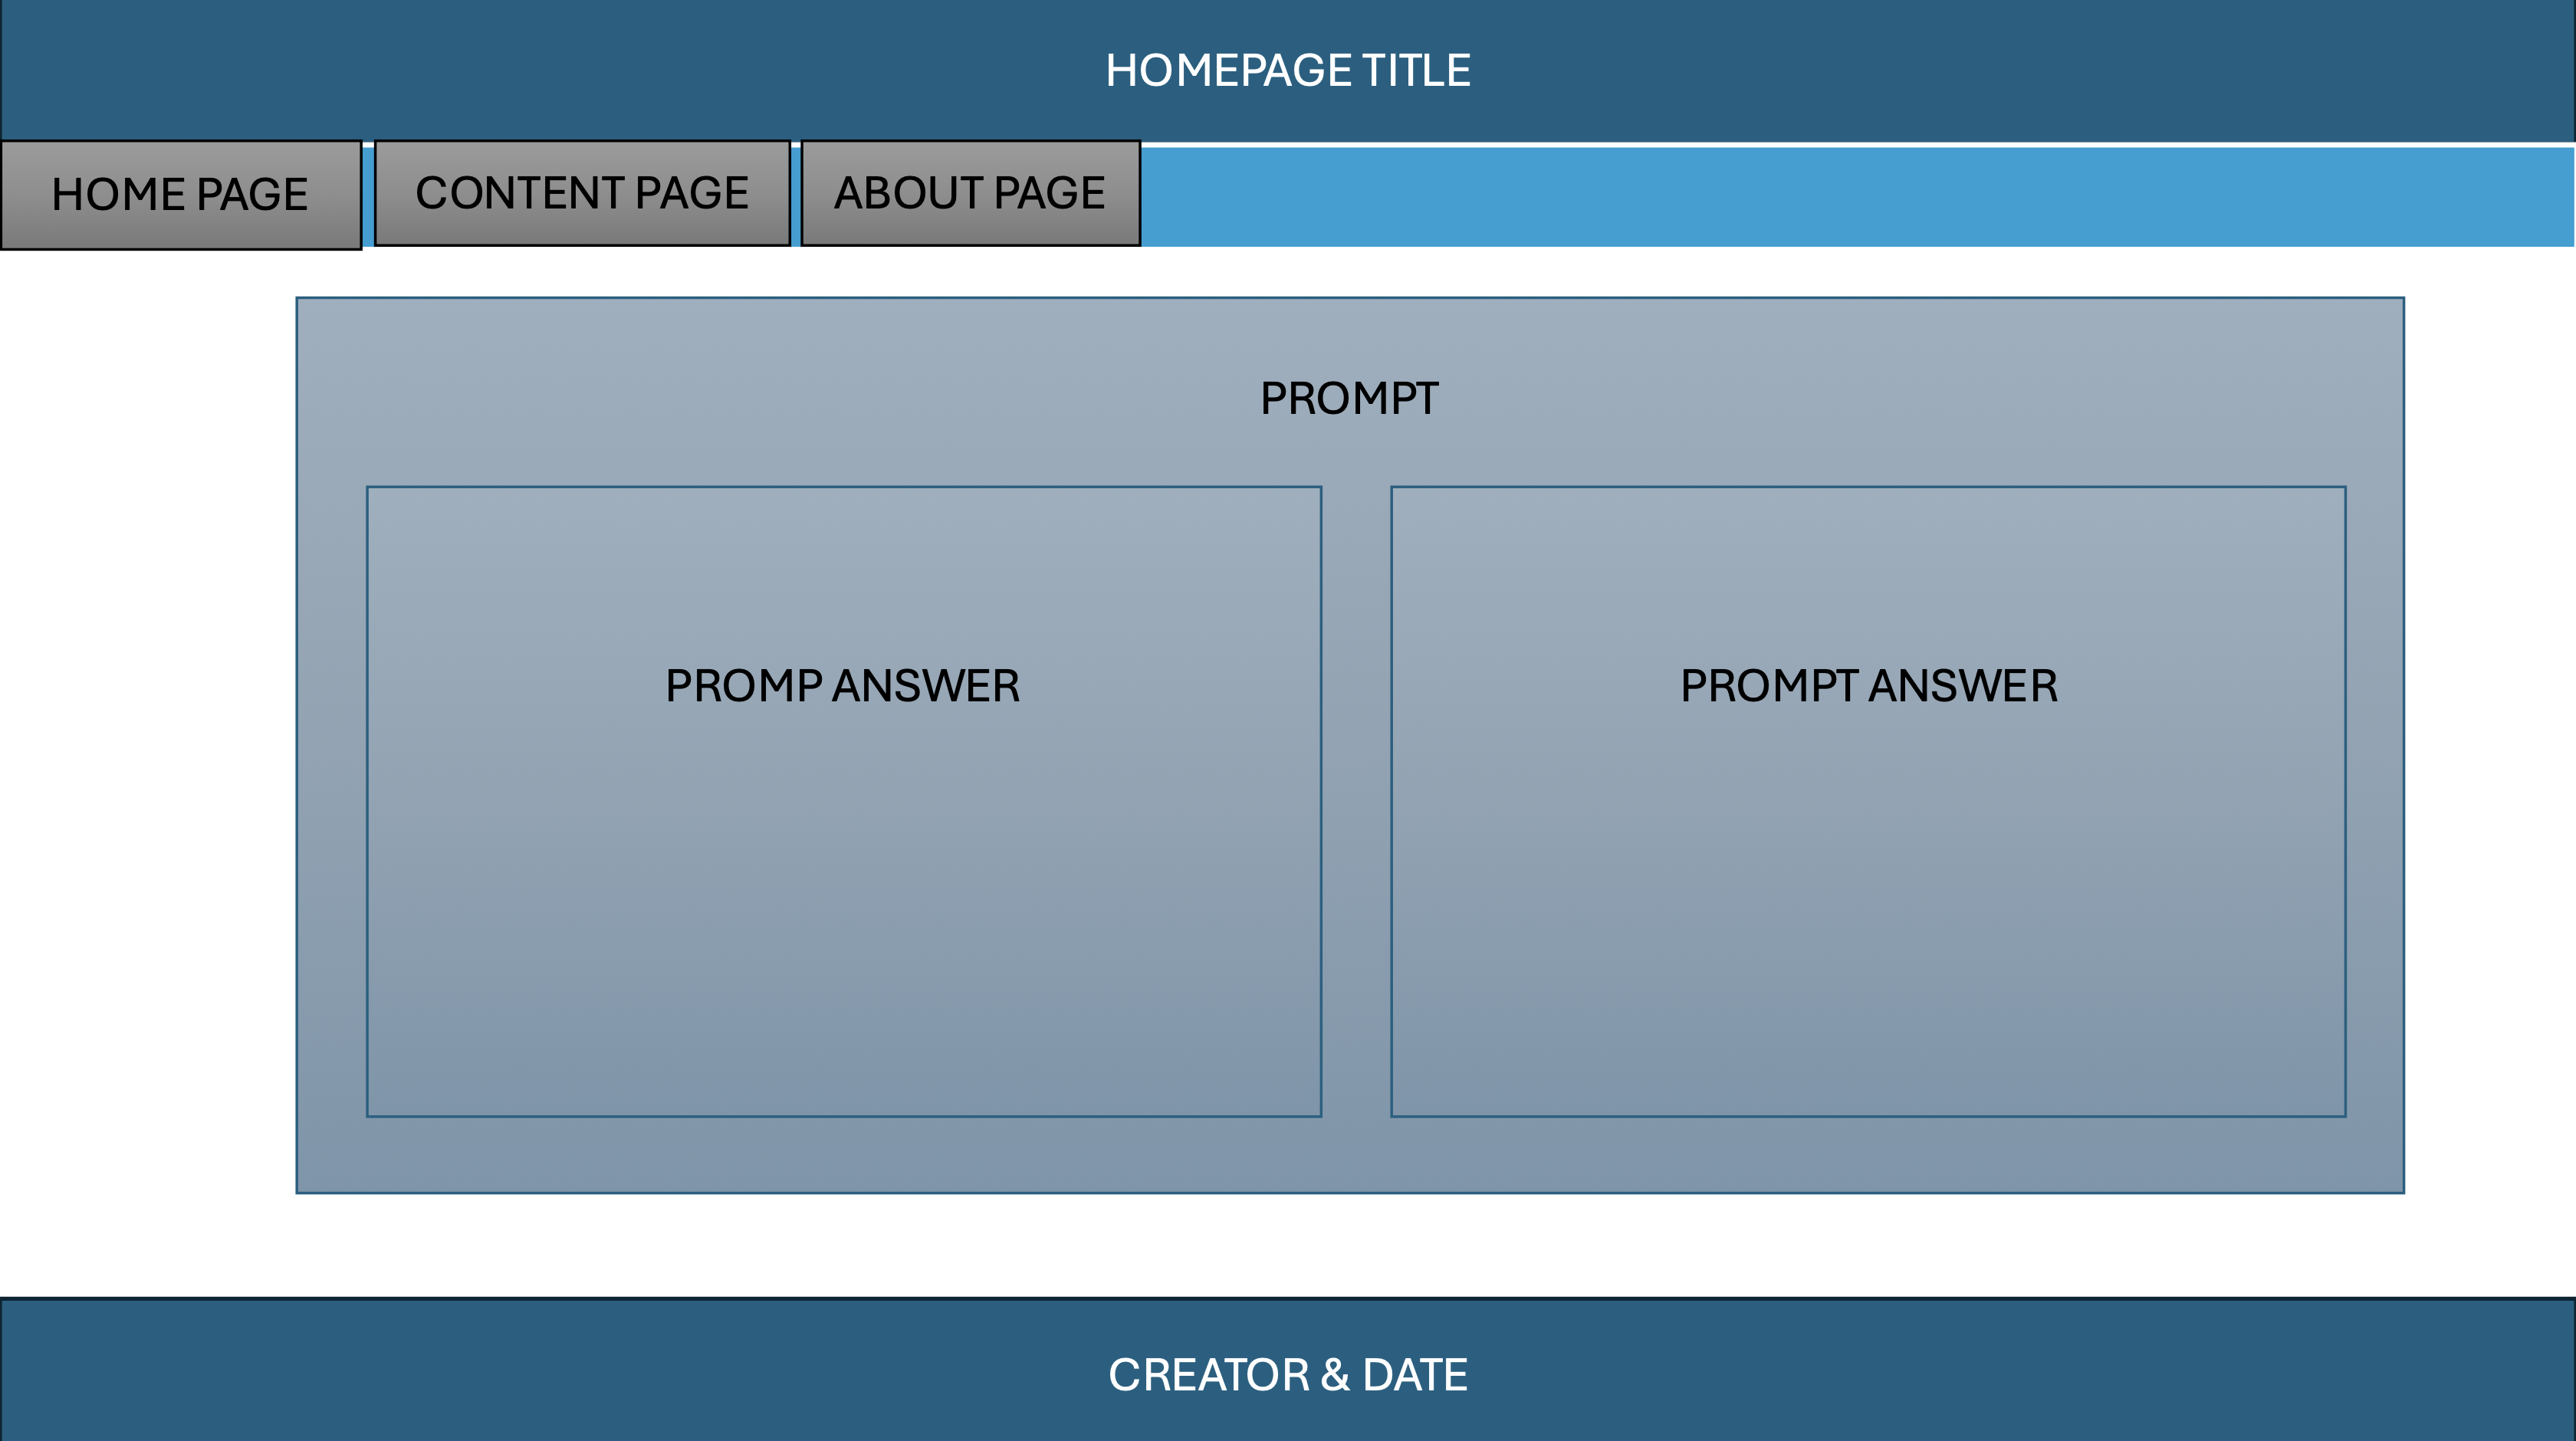 HOMEPAGE TITLE
HOME PAGE
CONTENT PAGE
ABOUT PAGE
PROMPT
PROMP ANSWER
PROMPT ANSWER
CREATOR & DATE